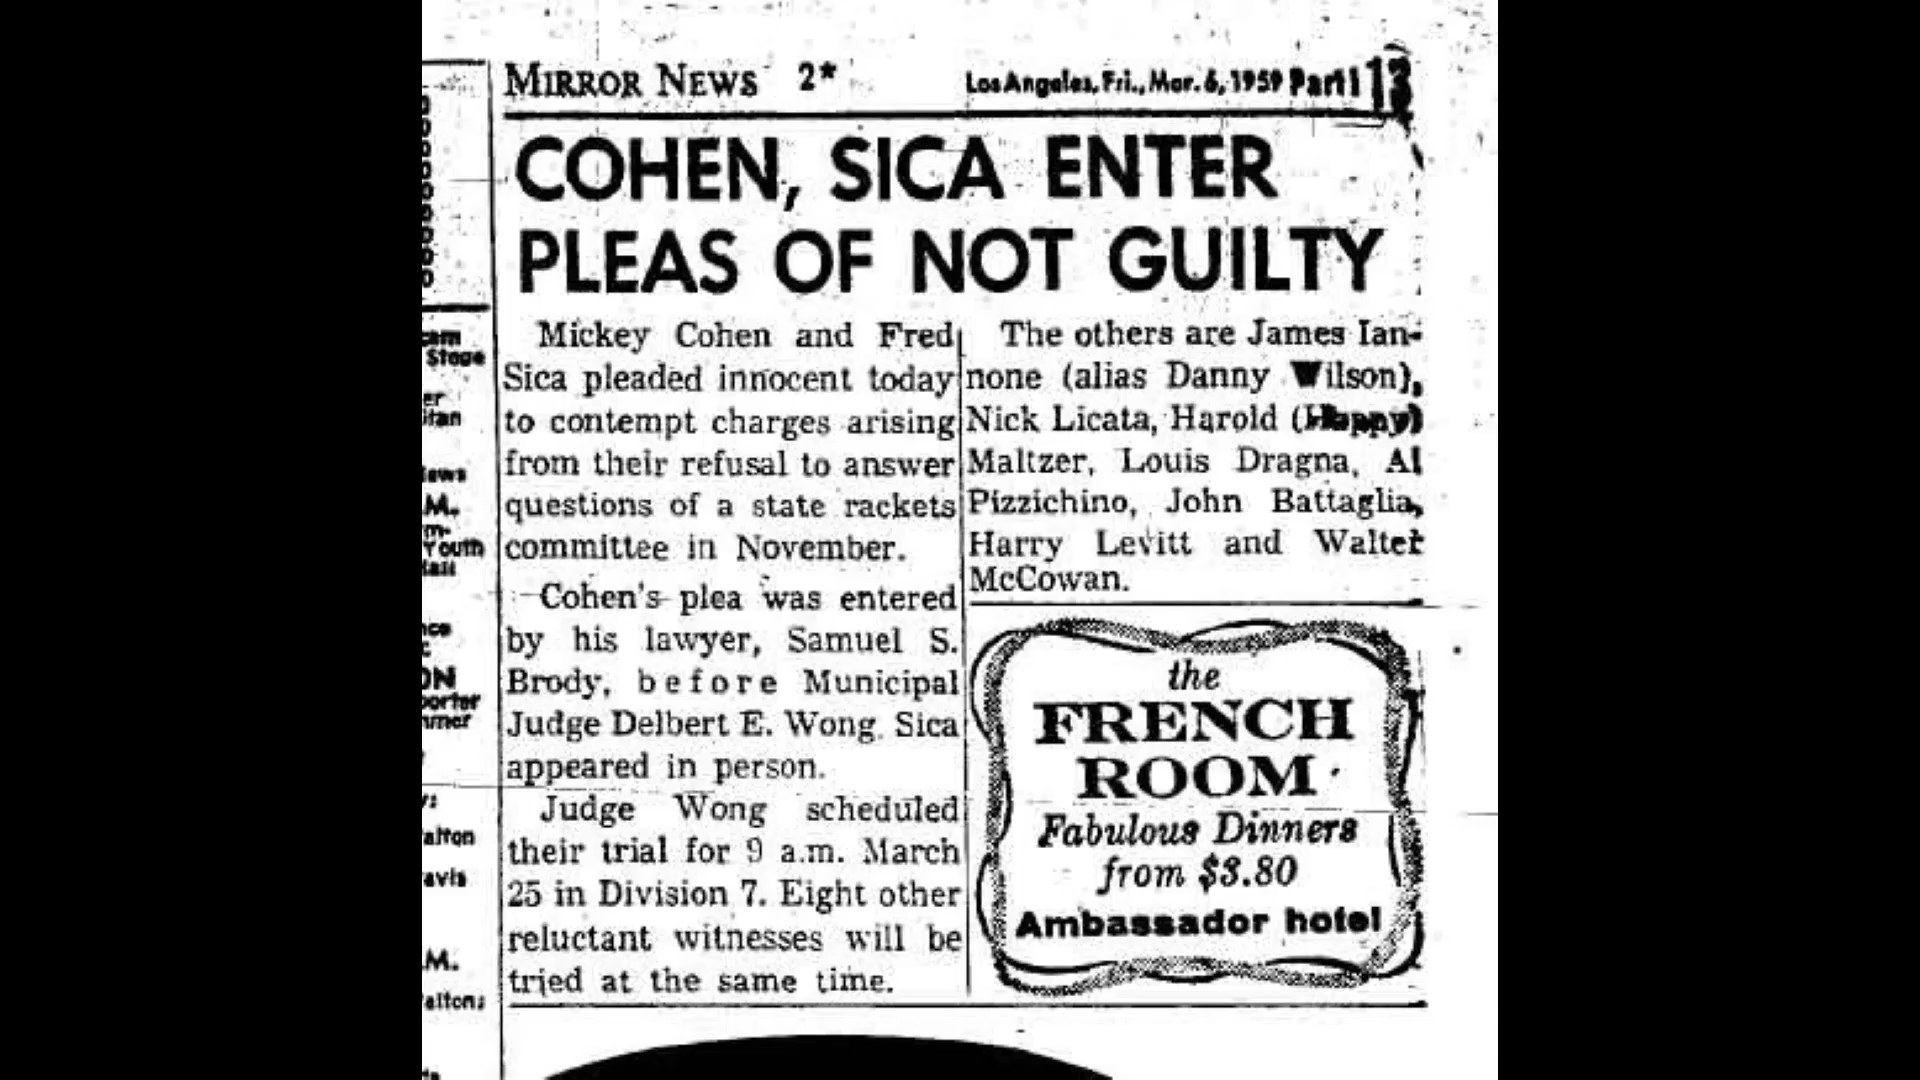 MIRROR NEWS 2* Los Angeles, Fri., Mar. 6, 1959 Part I 13
COHEN, SICA ENTER
PLEAS OF NOT GUILTY
Mickey Cohen and Fred
Sica pleaded innocent today
to contempt charges arising
from their refusal to answer
questions of a state rackets
committee in November.
Cohen's plea was entered
by his lawyer, Samuel S.
Brody, before Municipal
Judge Delbert E. Wong. Sica
appeared in person.
Judge Wong scheduled
their trial for 9 a.m. March
25 in Division 7. Eight other
reluctant witnesses will be
tried at the same time.
The others are James Ian-
none (alias Danny Wilson),
Nick Licata, Harold (Happy)
Maltzer, Louis Dragna, Al
Pizzichino, John Battaglia,
Harry Levitt and Walter
McCowan.
the
FRENCH
ROOM
Fabulous Dinners
from $3.80
Ambassador hotel
Stage
Youth